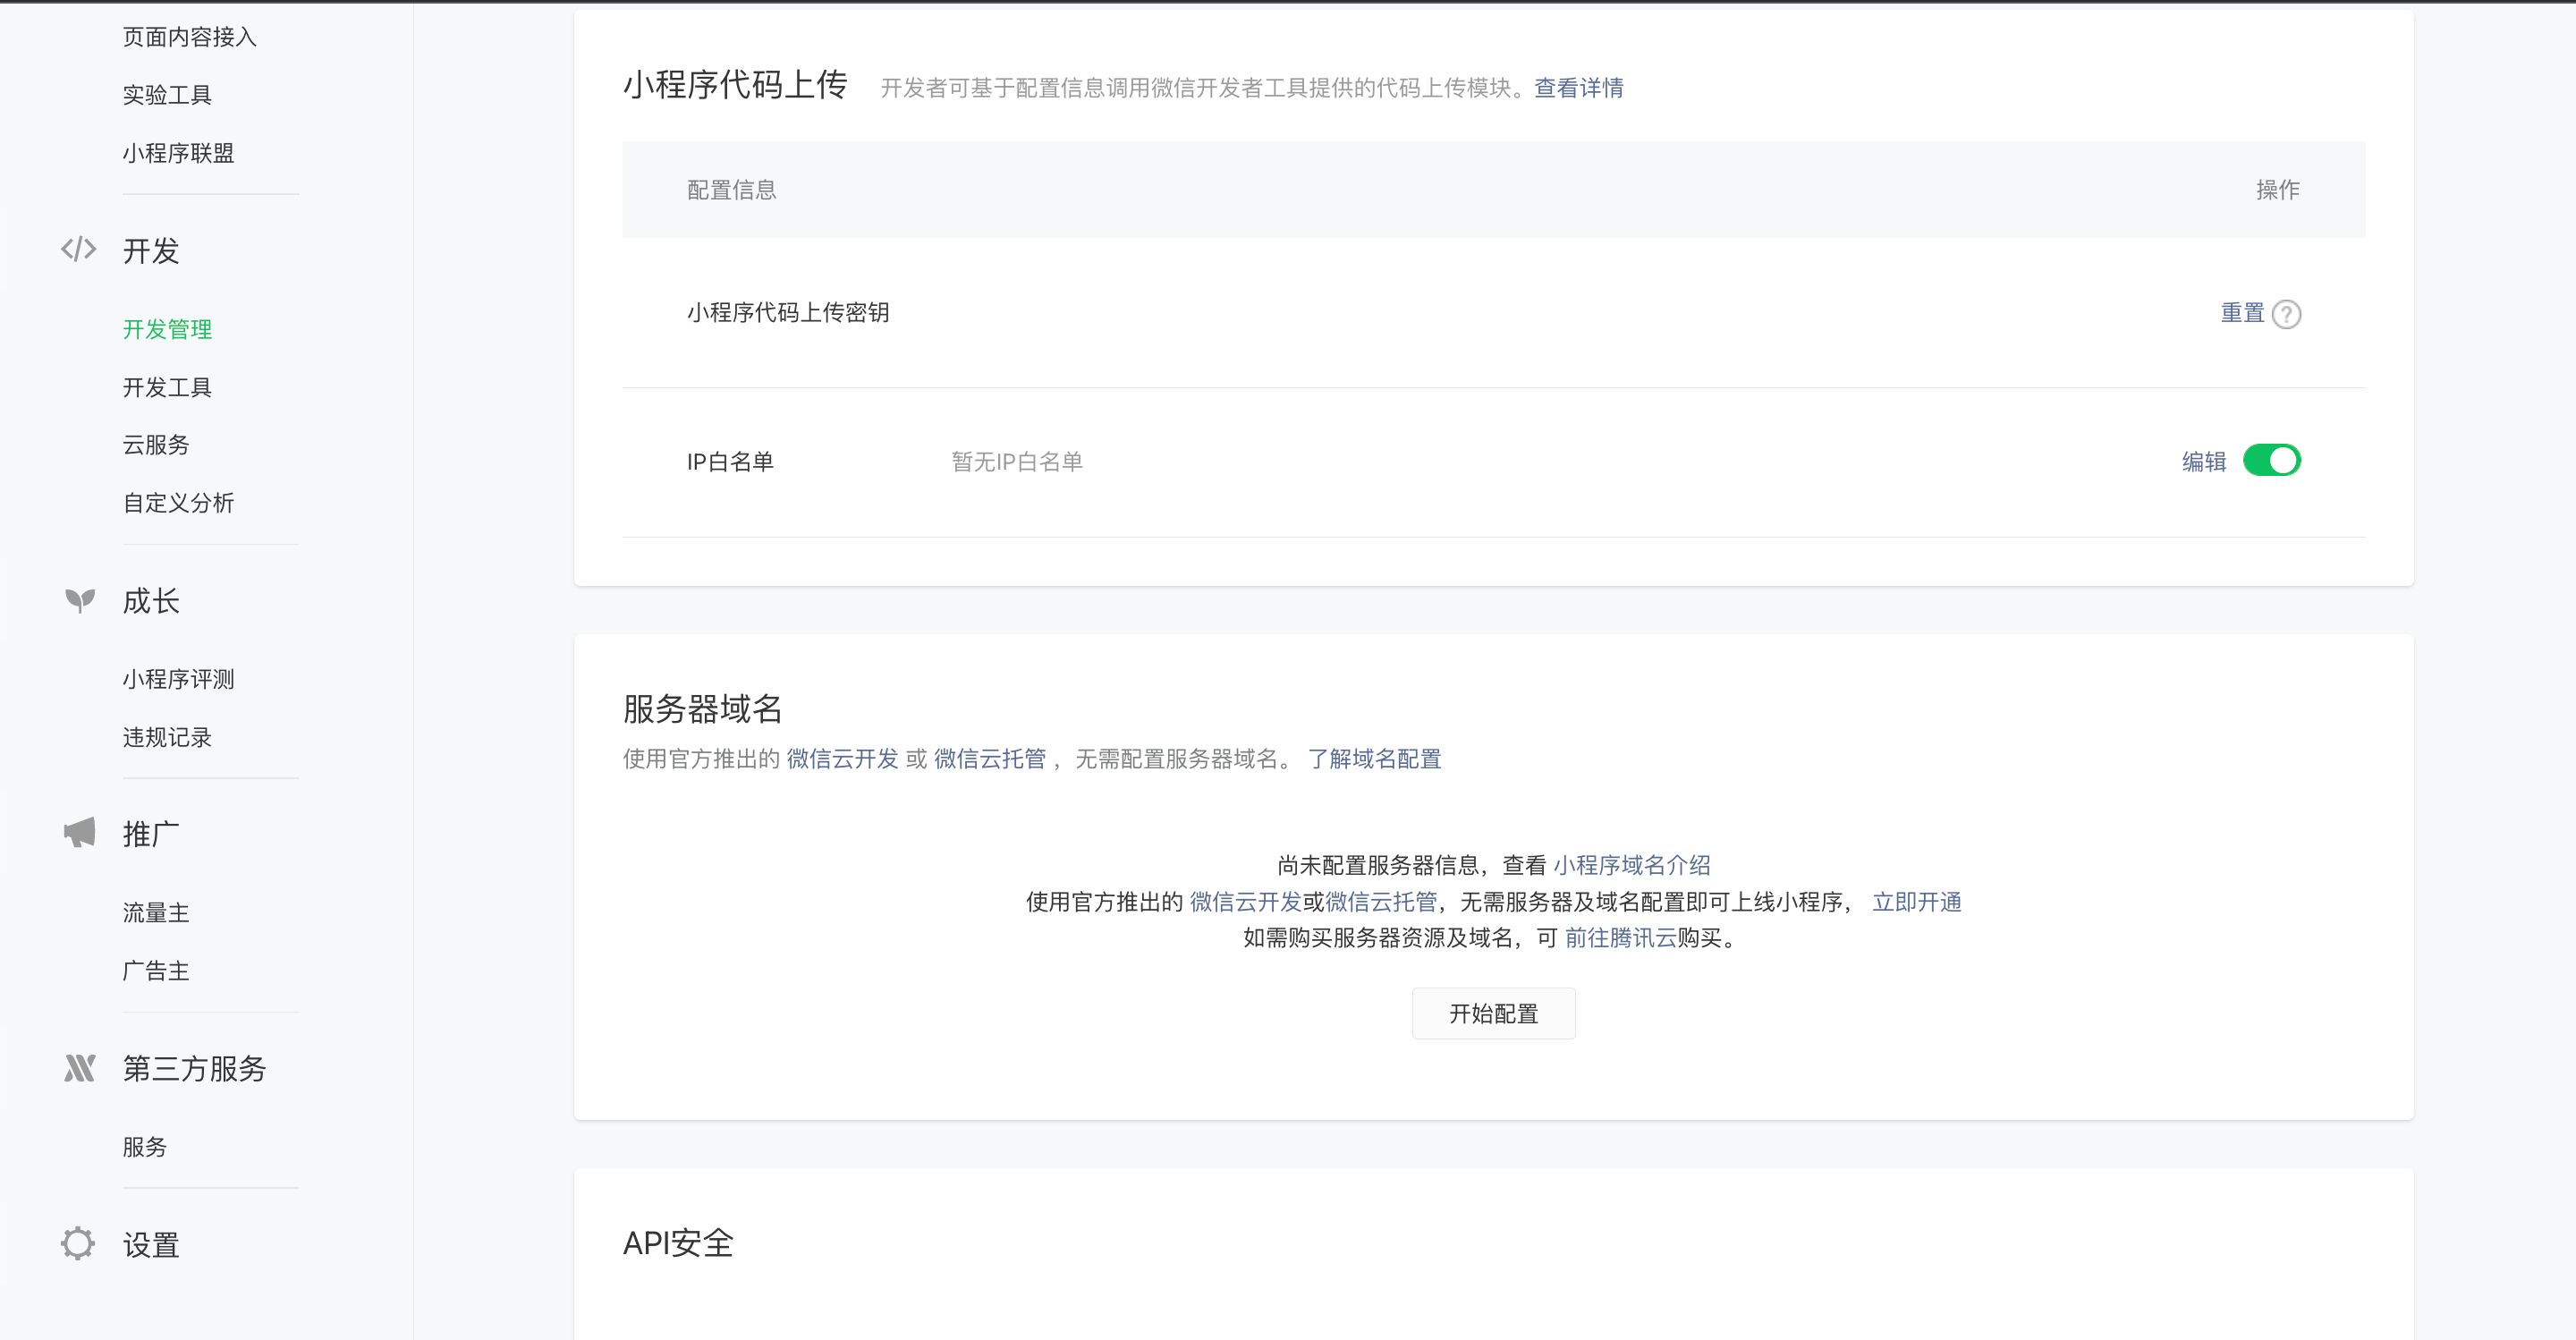 页面内容接入
实验工具
小程序联盟
开发
开发管理
开发工具
云服务
自定义分析
成长
小程序评测
违规记录
推广
流量主
广告主
第三方服务
服务
设置
小程序代码上传 开发者可基于配置信息调用微信开发者工具提供的代码上传模块。查看详情
配置信息 操作
小程序代码上传密钥 重置 ?
IP白名单 暂无IP白名单 编辑
服务器域名
使用官方推出的 微信云开发 或 微信云托管 ，无需配置服务器域名。 了解域名配置
尚未配置服务器信息，查看 小程序域名介绍
使用官方推出的 微信云开发或微信云托管，无需服务器及域名配置即可上线小程序， 立即开通
如需购买服务器资源及域名，可 前往腾讯云购买。
开始配置
API安全